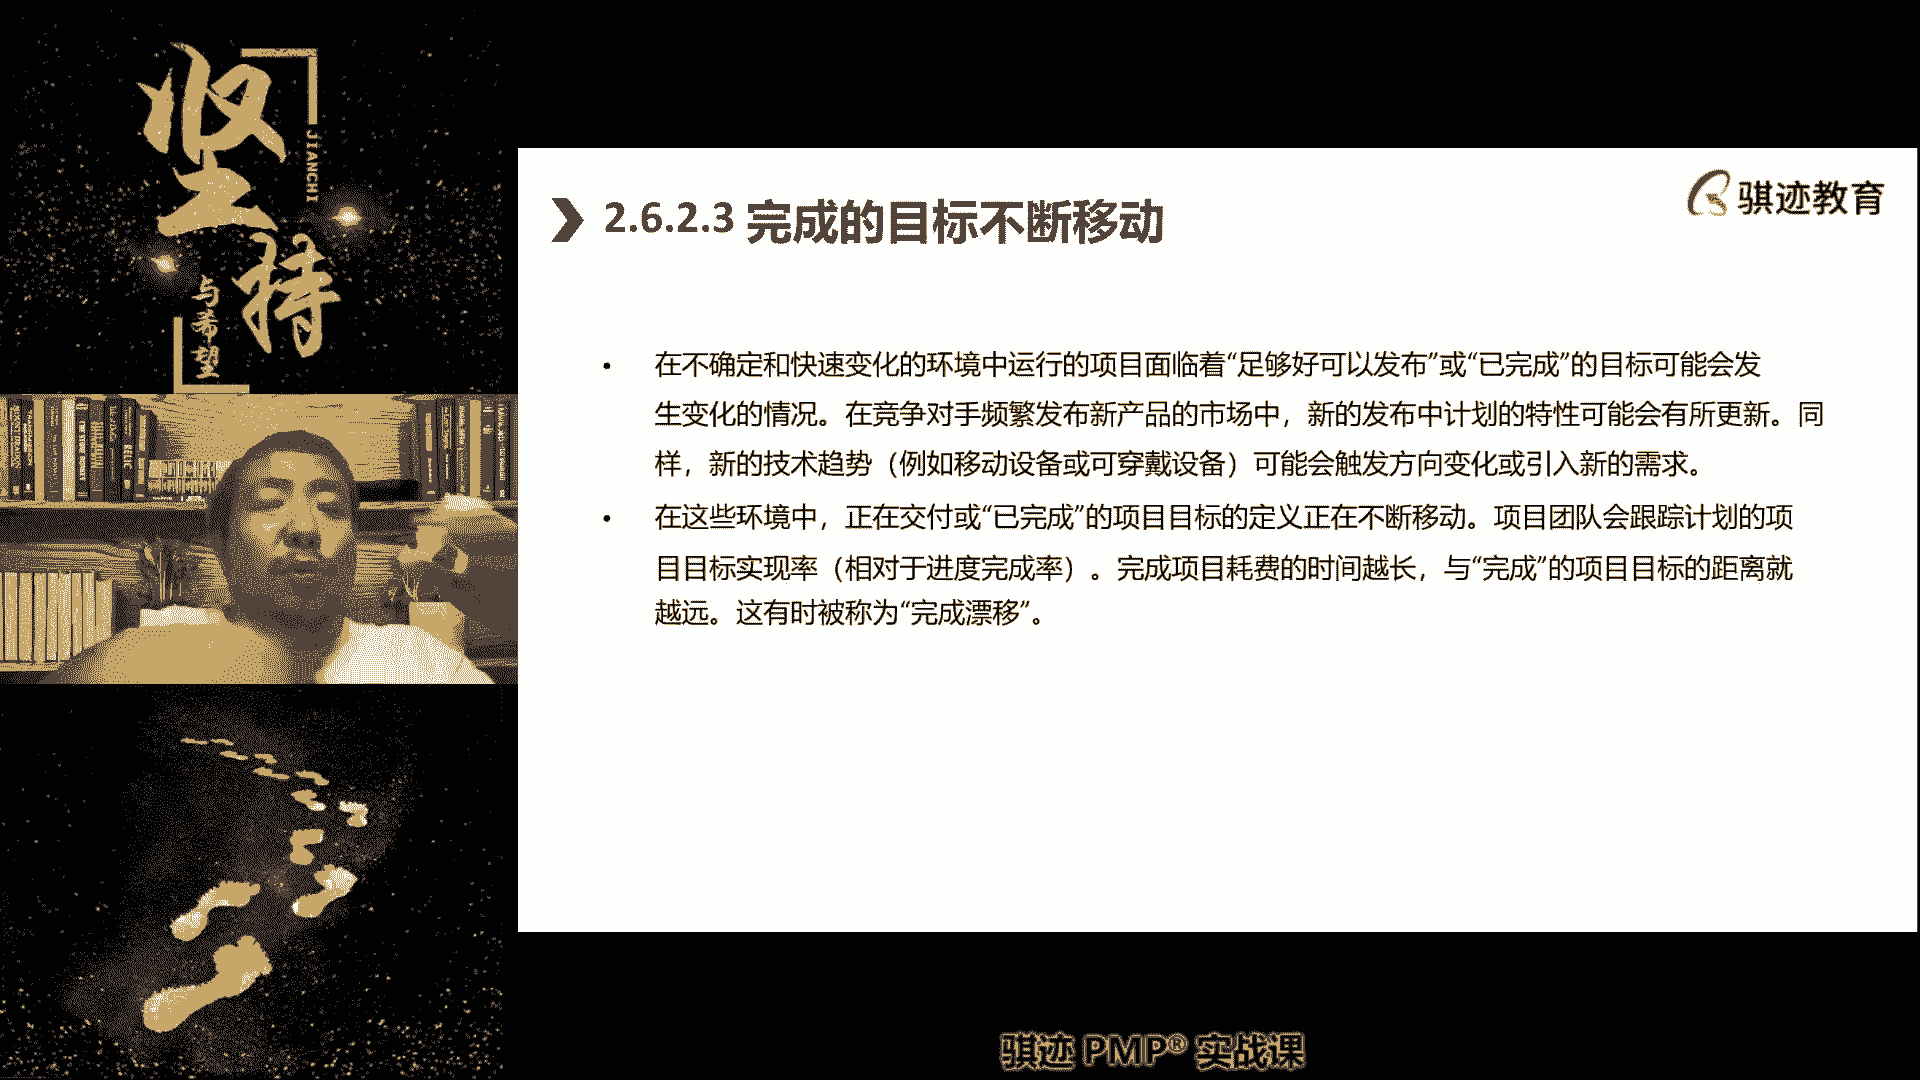 坚持
JIANCHI
与希望
骐迹教育
2.6.2.3 完成的目标不断移动
• 在不确定和快速变化的环境中运行的项目面临着“足够好可以发布”或“已完成”的目标可能会发
生变化的情况。在竞争对手频繁发布新产品的市场中，新的发布中计划的特性可能会有所更新。同
样，新的技术趋势（例如移动设备或可穿戴设备）可能会触发方向变化或引入新的需求。
• 在这些环境中，正在交付或“已完成”的项目目标的定义正在不断移动。项目团队会跟踪计划的项
目目标实现率（相对于进度完成率）。完成项目耗费的时间越长，与“完成”的项目目标的距离就
越远。这有时被称为“完成漂移”。
骐迹 PMP® 实战课